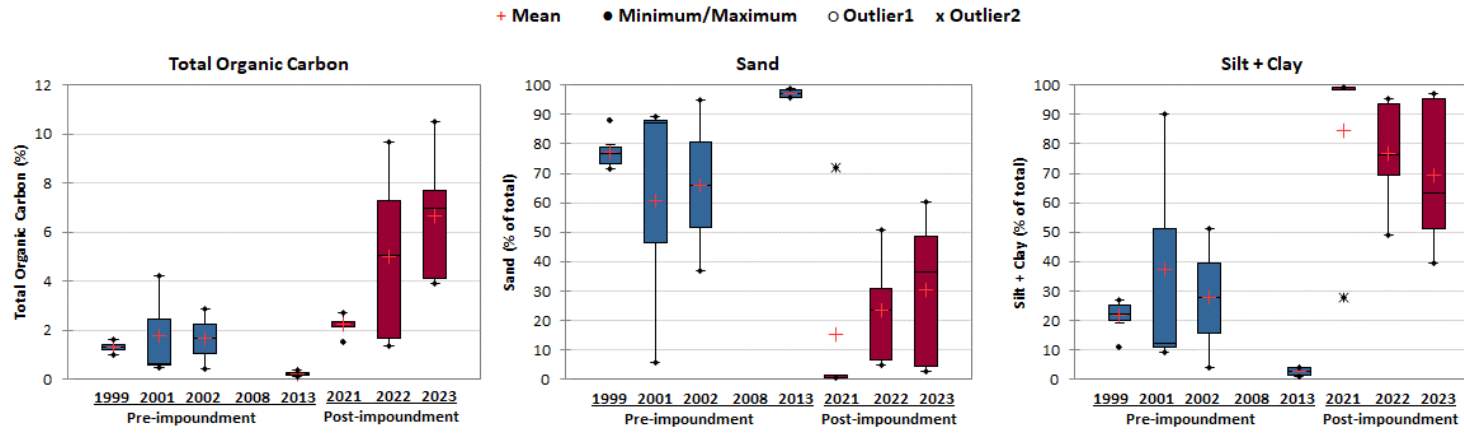 + Mean ● Minimum/Maximum ○ Outlier1 x Outlier2
Total Organic Carbon
Total Organic Carbon (%)
12
10
8
6
4
2
0
1999 2001 2002 2008 2013 2021 2022 2023
Pre-impoundment Post-impoundment
Sand
Sand (% of total)
100
90
80
70
60
50
40
30
20
10
0
1999 2001 2002 2008 2013 2021 2022 2023
Pre-impoundment Post-impoundment
Silt + Clay
Silt + Clay (% of total)
100
90
80
70
60
50
40
30
20
10
0
1999 2001 2002 2008 2013 2021 2022 2023
Pre-impoundment Post-impoundment